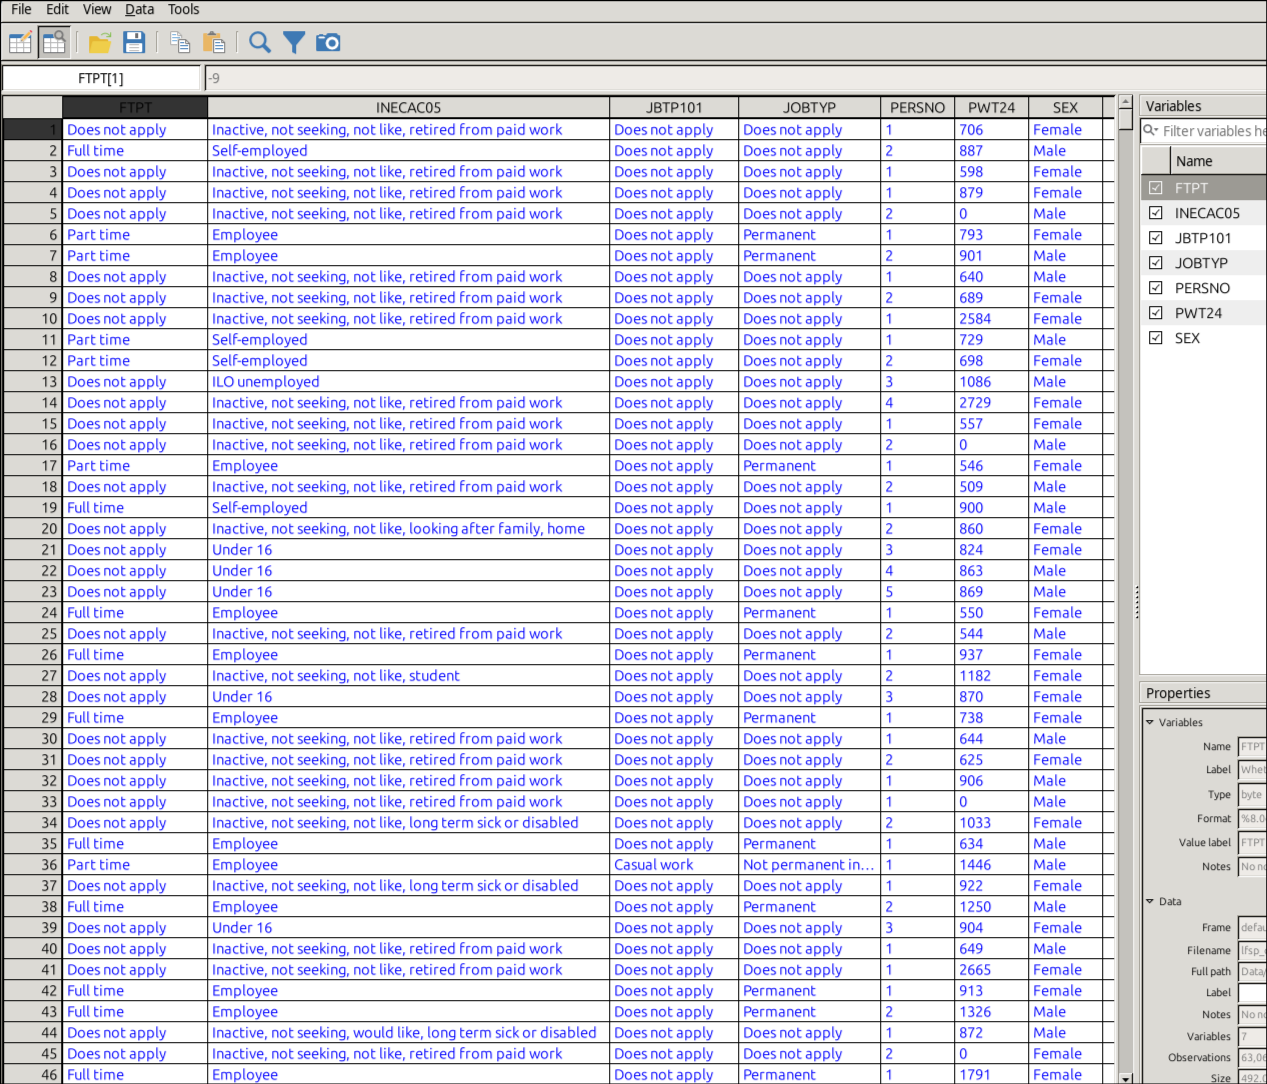 File Edit View Data Tools
FTPT[1] -9
FTPT INECAC05 JBTP101 JOBTYP PERSNO PWT24 SEX
1 Does not apply Inactive, not seeking, not like, retired from paid work Does not apply Does not apply 1 706 Female
2 Full time Self-employed Does not apply Does not apply 2 887 Male
3 Does not apply Inactive, not seeking, not like, retired from paid work Does not apply Does not apply 1 598 Female
4 Does not apply Inactive, not seeking, not like, retired from paid work Does not apply Does not apply 1 879 Female
5 Does not apply Inactive, not seeking, not like, retired from paid work Does not apply Does not apply 2 0 Male
6 Part time Employee Does not apply Permanent 1 793 Female
7 Part time Employee Does not apply Permanent 2 901 Male
8 Does not apply Inactive, not seeking, not like, retired from paid work Does not apply Does not apply 1 640 Male
9 Does not apply Inactive, not seeking, not like, retired from paid work Does not apply Does not apply 2 689 Female
10 Does not apply Inactive, not seeking, not like, retired from paid work Does not apply Does not apply 1 2584 Female
11 Part time Self-employed Does not apply Does not apply 1 729 Male
12 Part time Self-employed Does not apply Does not apply 2 698 Female
13 Does not apply ILO unemployed Does not apply Does not apply 3 1086 Male
14 Does not apply Inactive, not seeking, not like, retired from paid work Does not apply Does not apply 4 2729 Female
15 Does not apply Inactive, not seeking, not like, retired from paid work Does not apply Does not apply 1 557 Female
16 Does not apply Inactive, not seeking, not like, retired from paid work Does not apply Does not apply 2 0 Male
17 Part time Employee Does not apply Permanent 1 546 Female
18 Does not apply Inactive, not seeking, not like, retired from paid work Does not apply Does not apply 2 509 Male
19 Full time Self-employed Does not apply Does not apply 1 900 Male
20 Does not apply Inactive, not seeking, not like, looking after family, home Does not apply Does not apply 2 860 Female
21 Does not apply Under 16 Does not apply Does not apply 3 824 Female
22 Does not apply Under 16 Does not apply Does not apply 4 863 Male
23 Does not apply Under 16 Does not apply Does not apply 5 869 Male
24 Full time Employee Does not apply Permanent 1 550 Female
25 Does not apply Inactive, not seeking, not like, retired from paid work Does not apply Does not apply 2 544 Male
26 Full time Employee Does not apply Permanent 1 937 Female
27 Does not apply Inactive, not seeking, not like, student Does not apply Does not apply 2 1182 Female
28 Does not apply Under 16 Does not apply Does not apply 3 870 Female
29 Full time Employee Does not apply Permanent 1 738 Female
30 Does not apply Inactive, not seeking, not like, retired from paid work Does not apply Does not apply 1 644 Male
31 Does not apply Inactive, not seeking, not like, retired from paid work Does not apply Does not apply 2 625 Female
32 Does not apply Inactive, not seeking, not like, retired from paid work Does not apply Does not apply 1 906 Male
33 Does not apply Inactive, not seeking, not like, retired from paid work Does not apply Does not apply 1 0 Male
34 Does not apply Inactive, not seeking, not like, long term sick or disabled Does not apply Does not apply 2 1033 Female
35 Full time Employee Does not apply Permanent 1 634 Male
36 Part time Employee Casual work Not permanent in... 1 1446 Male
37 Does not apply Inactive, not seeking, not like, long term sick or disabled Does not apply Does not apply 1 922 Female
38 Full time Employee Does not apply Permanent 2 1250 Male
39 Does not apply Under 16 Does not apply Does not apply 3 904 Female
40 Does not apply Inactive, not seeking, not like, retired from paid work Does not apply Does not apply 1 649 Male
41 Does not apply Inactive, not seeking, not like, retired from paid work Does not apply Does not apply 1 2665 Female
42 Full time Employee Does not apply Permanent 1 913 Female
43 Full time Employee Does not apply Permanent 2 1326 Male
44 Does not apply Inactive, not seeking, would like, long term sick or disabled Does not apply Does not apply 1 872 Male
45 Does not apply Inactive, not seeking, not like, retired from paid work Does not apply Does not apply 2 0 Female
46 Full time Employee Does not apply Permanent 1 1791 Female
Variables
Filter variables he
Name
FTPT
INECAC05
JBTP101
JOBTYP
PERSNO
PWT24
SEX
Properties
Variables
Name FTPT
Label Whet
Type byte
Format %8.0
Value label FTPT
Notes No no
Data
Frame defau
Filename lfsp_
Full path Data/
Label
Notes No no
Variables 7
Observations 63,06
Size 492.0